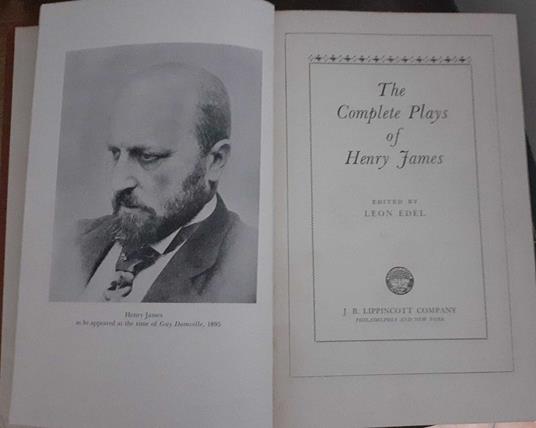 Henry James
as he appeared at the time of Guy Domville, 1895
The
Complete Plays
of
Henry James
EDITED BY
LEON EDEL
J. B. LIPPINCOTT COMPANY
PHILADELPHIA AND NEW YORK